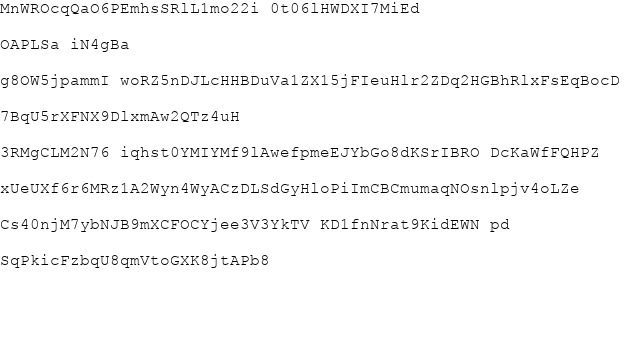 MnWROcqQaO6PEmhsSRlL1mo22i 0t06lHWDXI7MiEd
OAPLSa iN4gBa
g8OW5jpammI woRZ5nDJLcHHBDuVa1ZX15jFIeuHlr2ZDq2HGBhRlxFsEqBocD
7BqU5rXFNX9DlxmAw2QTz4uH
3RMgCLM2N76 iqhst0YMIYMf9lAwefpmeEJYbGo8dKSrIBRO DcKaWfFQHPZ
xUeUXf6r6MRz1A2Wyn4WyACzDLSdGyHloPiImCBCmumaqNOsnlpjv4oLZe
Cs40njM7ybNJB9mXCFOCYjee3V3YkTV KD1fnNrat9KidEWN pd
SqPkicFzbqU8qmVtoGXK8jtAPb8